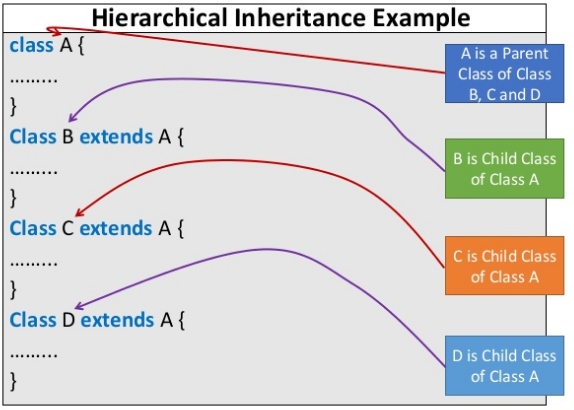 Hierarchical Inheritance Example
class A {
.........
}
Class B extends A {
.........
}
Class C extends A {
.........
}
Class D extends A {
.........
}
A is a Parent
Class of Class
B, C and D
B is Child Class
of Class A
C is Child Class
of Class A
D is Child Class
of Class A